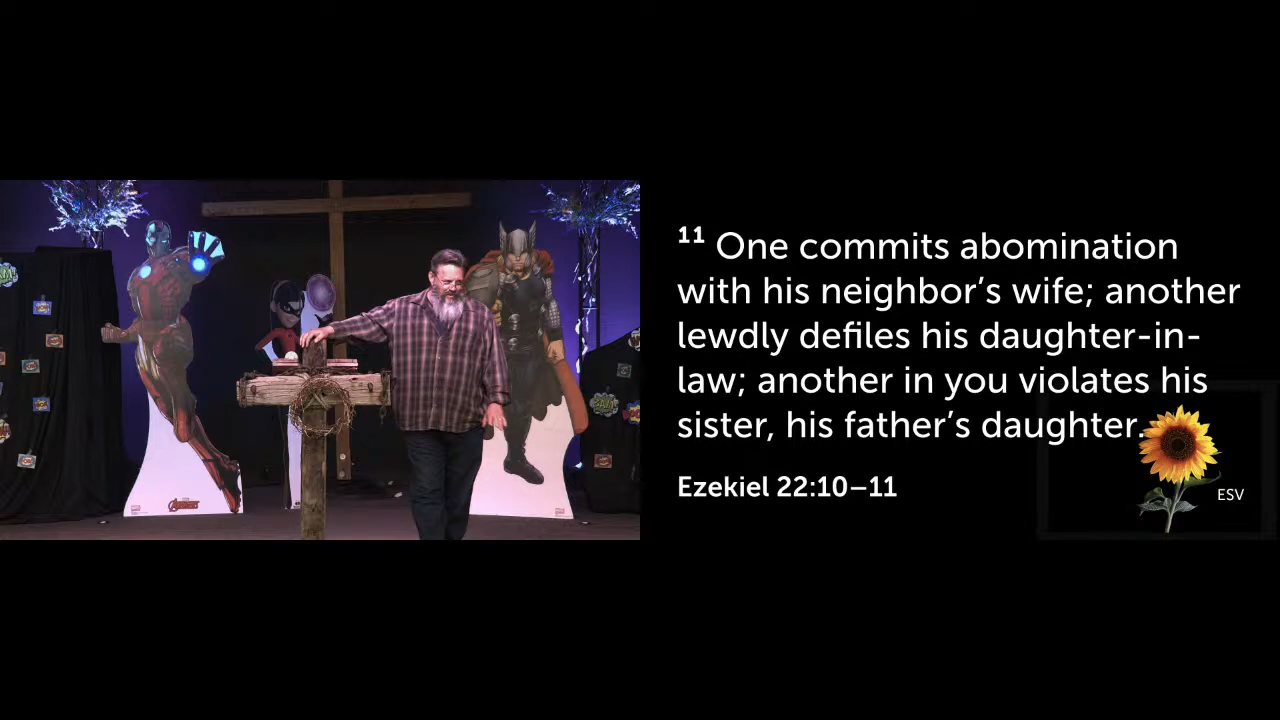 AVENGERS
11 One commits abomination
with his neighbor’s wife; another
lewdly defiles his daughter-in-
law; another in you violates his
sister, his father’s daughter.
Ezekiel 22:10–11
ESV